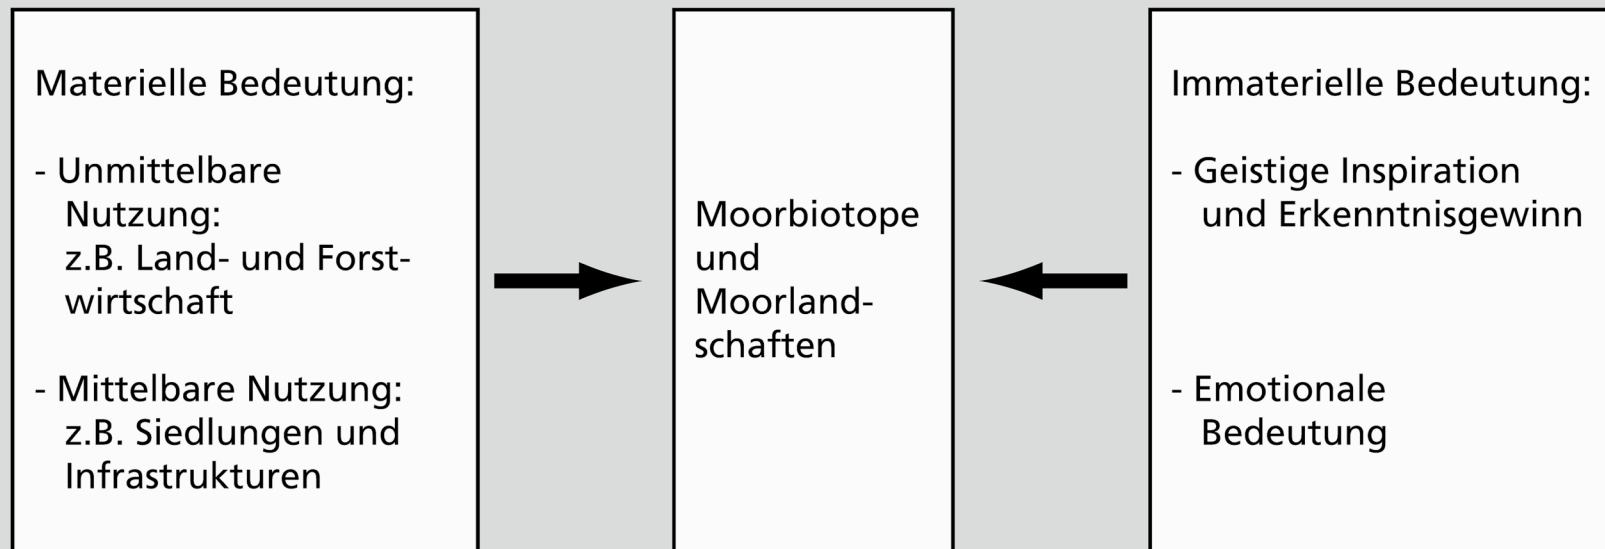 Materielle Bedeutung:
- Unmittelbare
Nutzung:
z.B. Land- und Forst-
wirtschaft
- Mittelbare Nutzung:
z.B. Siedlungen und
Infrastrukturen
Moorbiotope
und
Moorland-
schaften
Immaterielle Bedeutung:
- Geistige Inspiration
und Erkenntnisgewinn
- Emotionale
Bedeutung